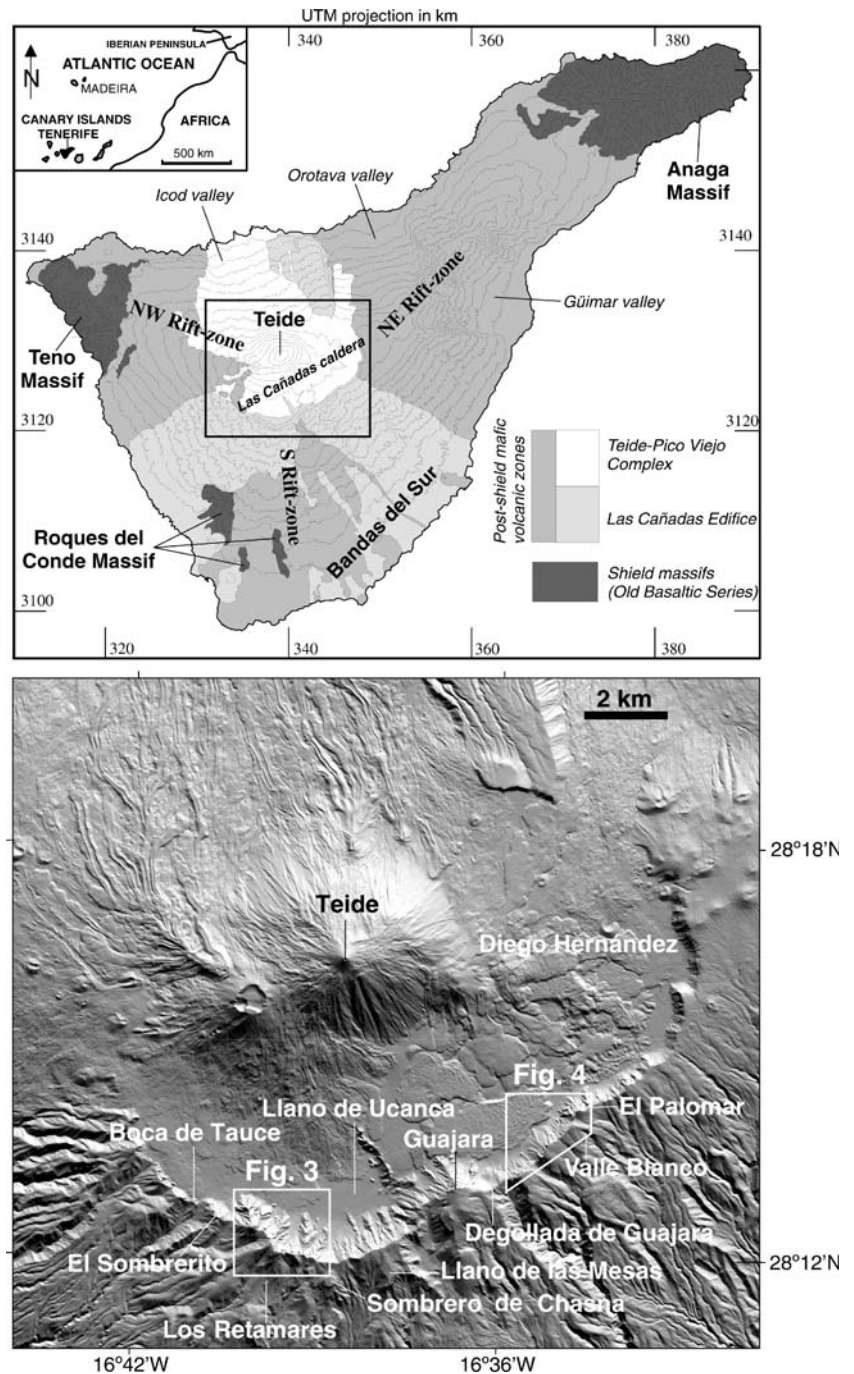 UTM projection in km
340
360
380
IBERIAN PENINSULA
ATLANTIC OCEAN
N
MADEIRA
CANARY ISLANDS
TENERIFE
AFRICA
500 km
Anaga
Massif
Orotava valley
Icod valley
3140
3140
Güimar valley
NW Rift-zone
NE Rift-zone
Teide
Las Cañadas caldera
Teno
Massif
3120
3120
S Rift-zone
Bandas del Sur
Roques del
Conde Massif
Post-shield mafic
volcanic zones
Teide-Pico Viejo
Complex
Las Cañadas Edifice
Shield massifs
(Old Basaltic Series)
3100
3100
320
340
360
380
2 km
28°18'N
Teide
Diego Hernández
Fig. 4
Llano de Ucanca
El Palomar
Boca de Tauce
Guajara
Fig. 3
Valle Blanco
Degollada de Guajara
El Sombrerito
28°12'N
Llano de las Mesas
Sombrero de Chasna
Los Retamares
16°42'W
16°36'W